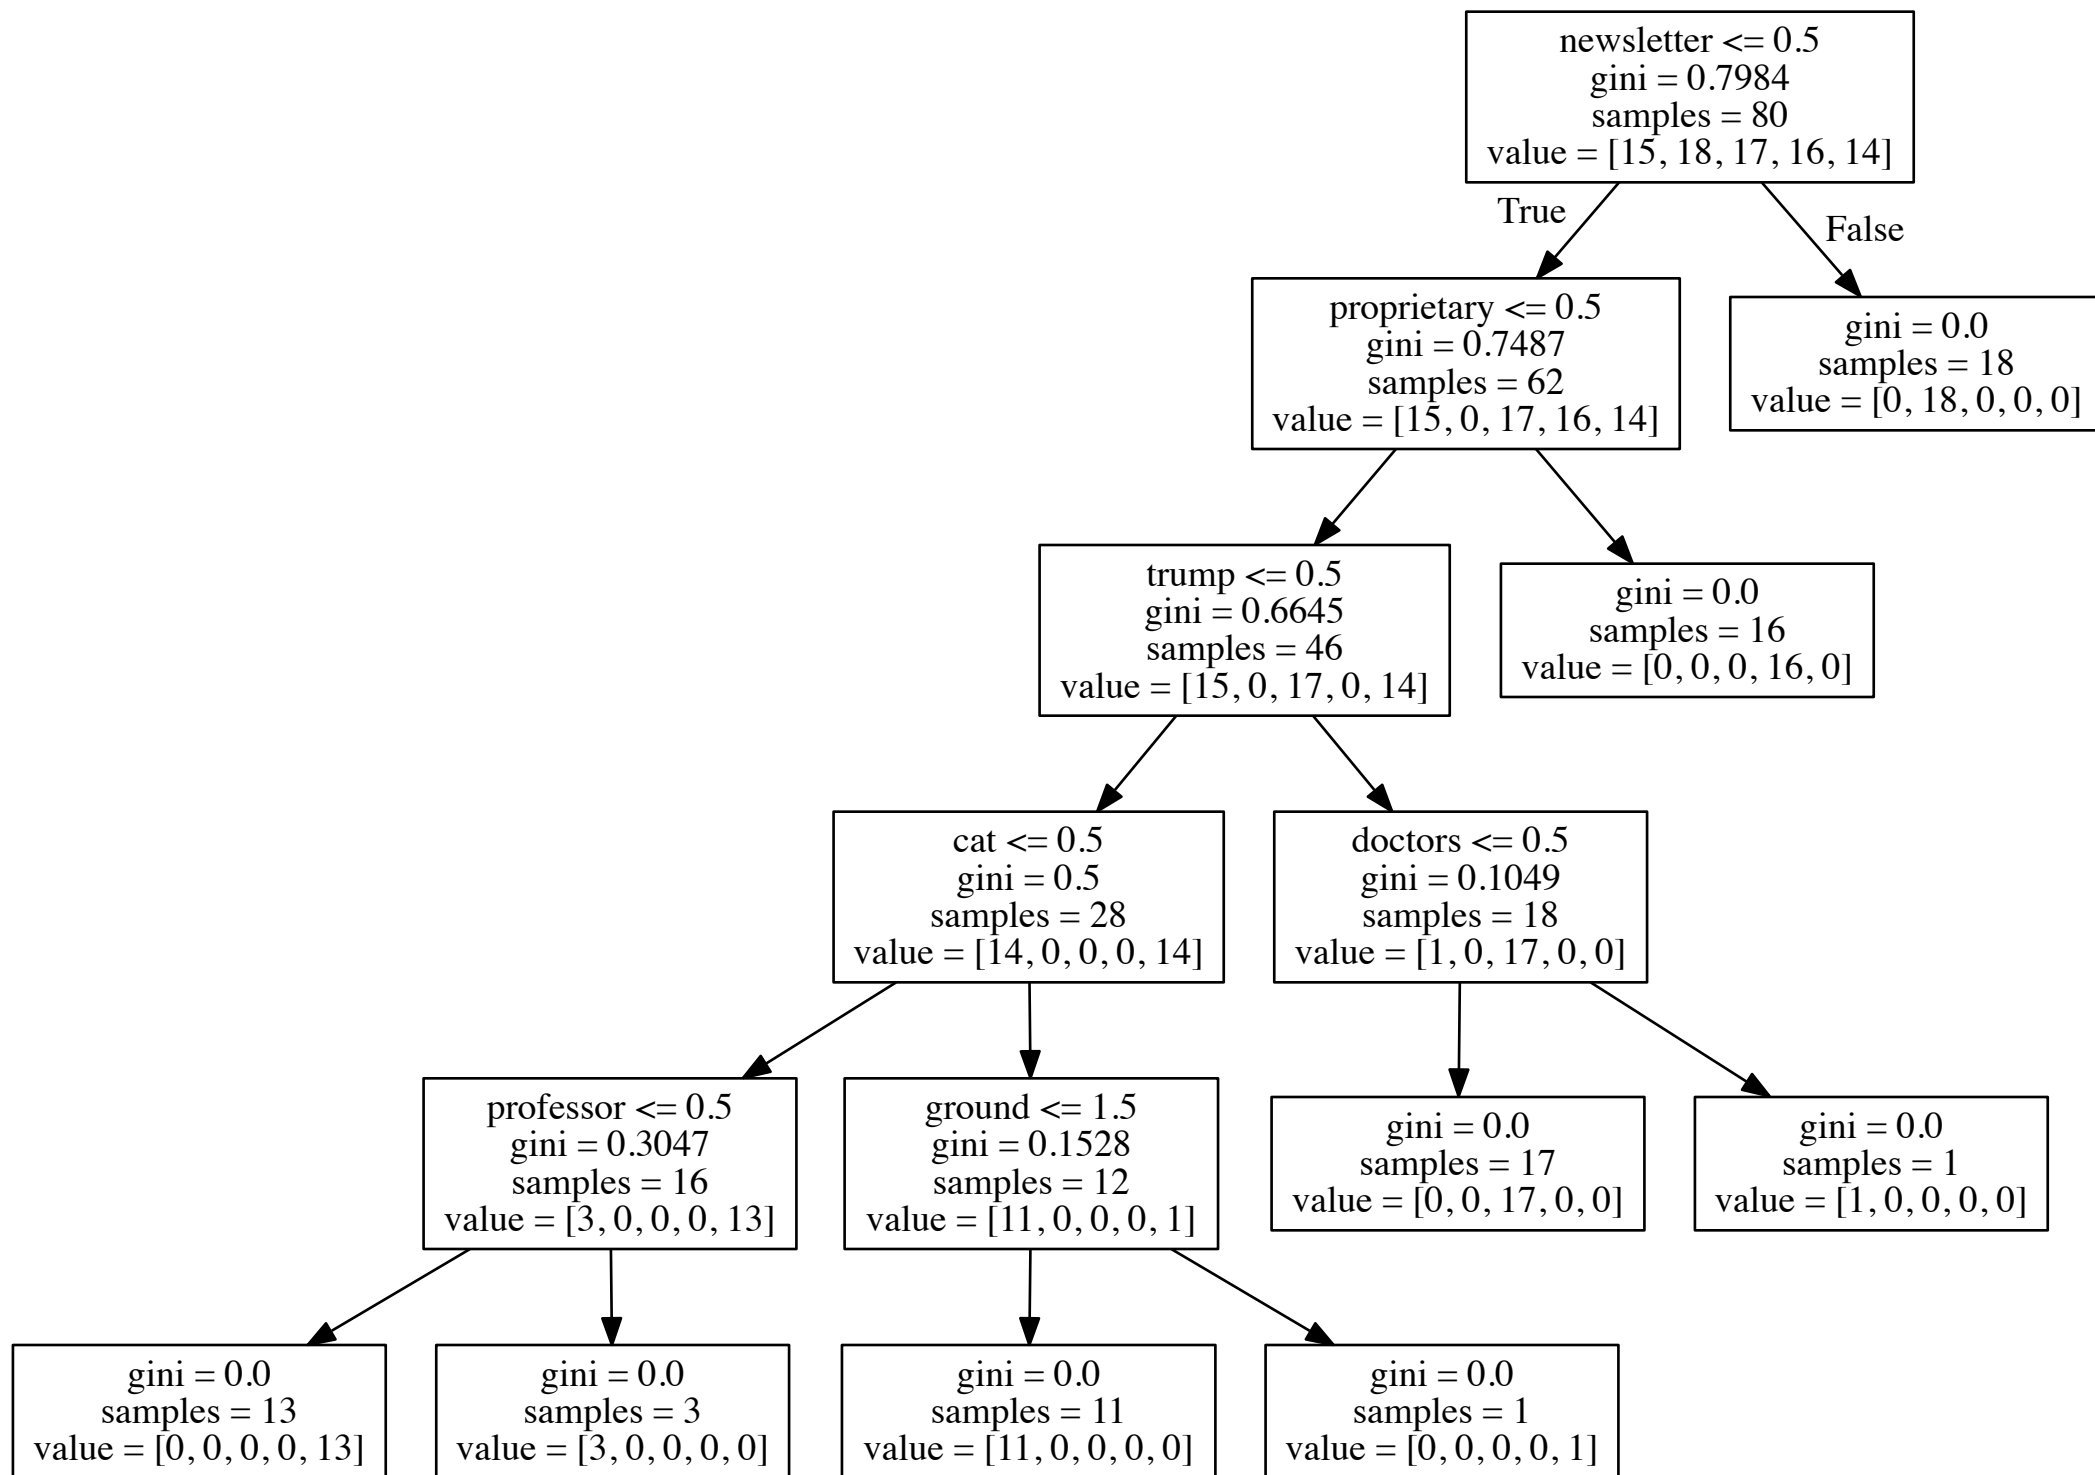 newsletter <= 0.5
gini = 0.7984
samples = 80
value = [15, 18, 17, 16, 14]
True
False
proprietary <= 0.5
gini = 0.7487
samples = 62
value = [15, 0, 17, 16, 14]
gini = 0.0
samples = 18
value = [0, 18, 0, 0, 0]
trump <= 0.5
gini = 0.6645
samples = 46
value = [15, 0, 17, 0, 14]
gini = 0.0
samples = 16
value = [0, 0, 0, 16, 0]
cat <= 0.5
gini = 0.5
samples = 28
value = [14, 0, 0, 0, 14]
doctors <= 0.5
gini = 0.1049
samples = 18
value = [1, 0, 17, 0, 0]
professor <= 0.5
gini = 0.3047
samples = 16
value = [3, 0, 0, 0, 13]
ground <= 1.5
gini = 0.1528
samples = 12
value = [11, 0, 0, 0, 1]
gini = 0.0
samples = 17
value = [0, 0, 17, 0, 0]
gini = 0.0
samples = 1
value = [1, 0, 0, 0, 0]
gini = 0.0
samples = 13
value = [0, 0, 0, 0, 13]
gini = 0.0
samples = 3
value = [3, 0, 0, 0, 0]
gini = 0.0
samples = 11
value = [11, 0, 0, 0, 0]
gini = 0.0
samples = 1
value = [0, 0, 0, 0, 1]